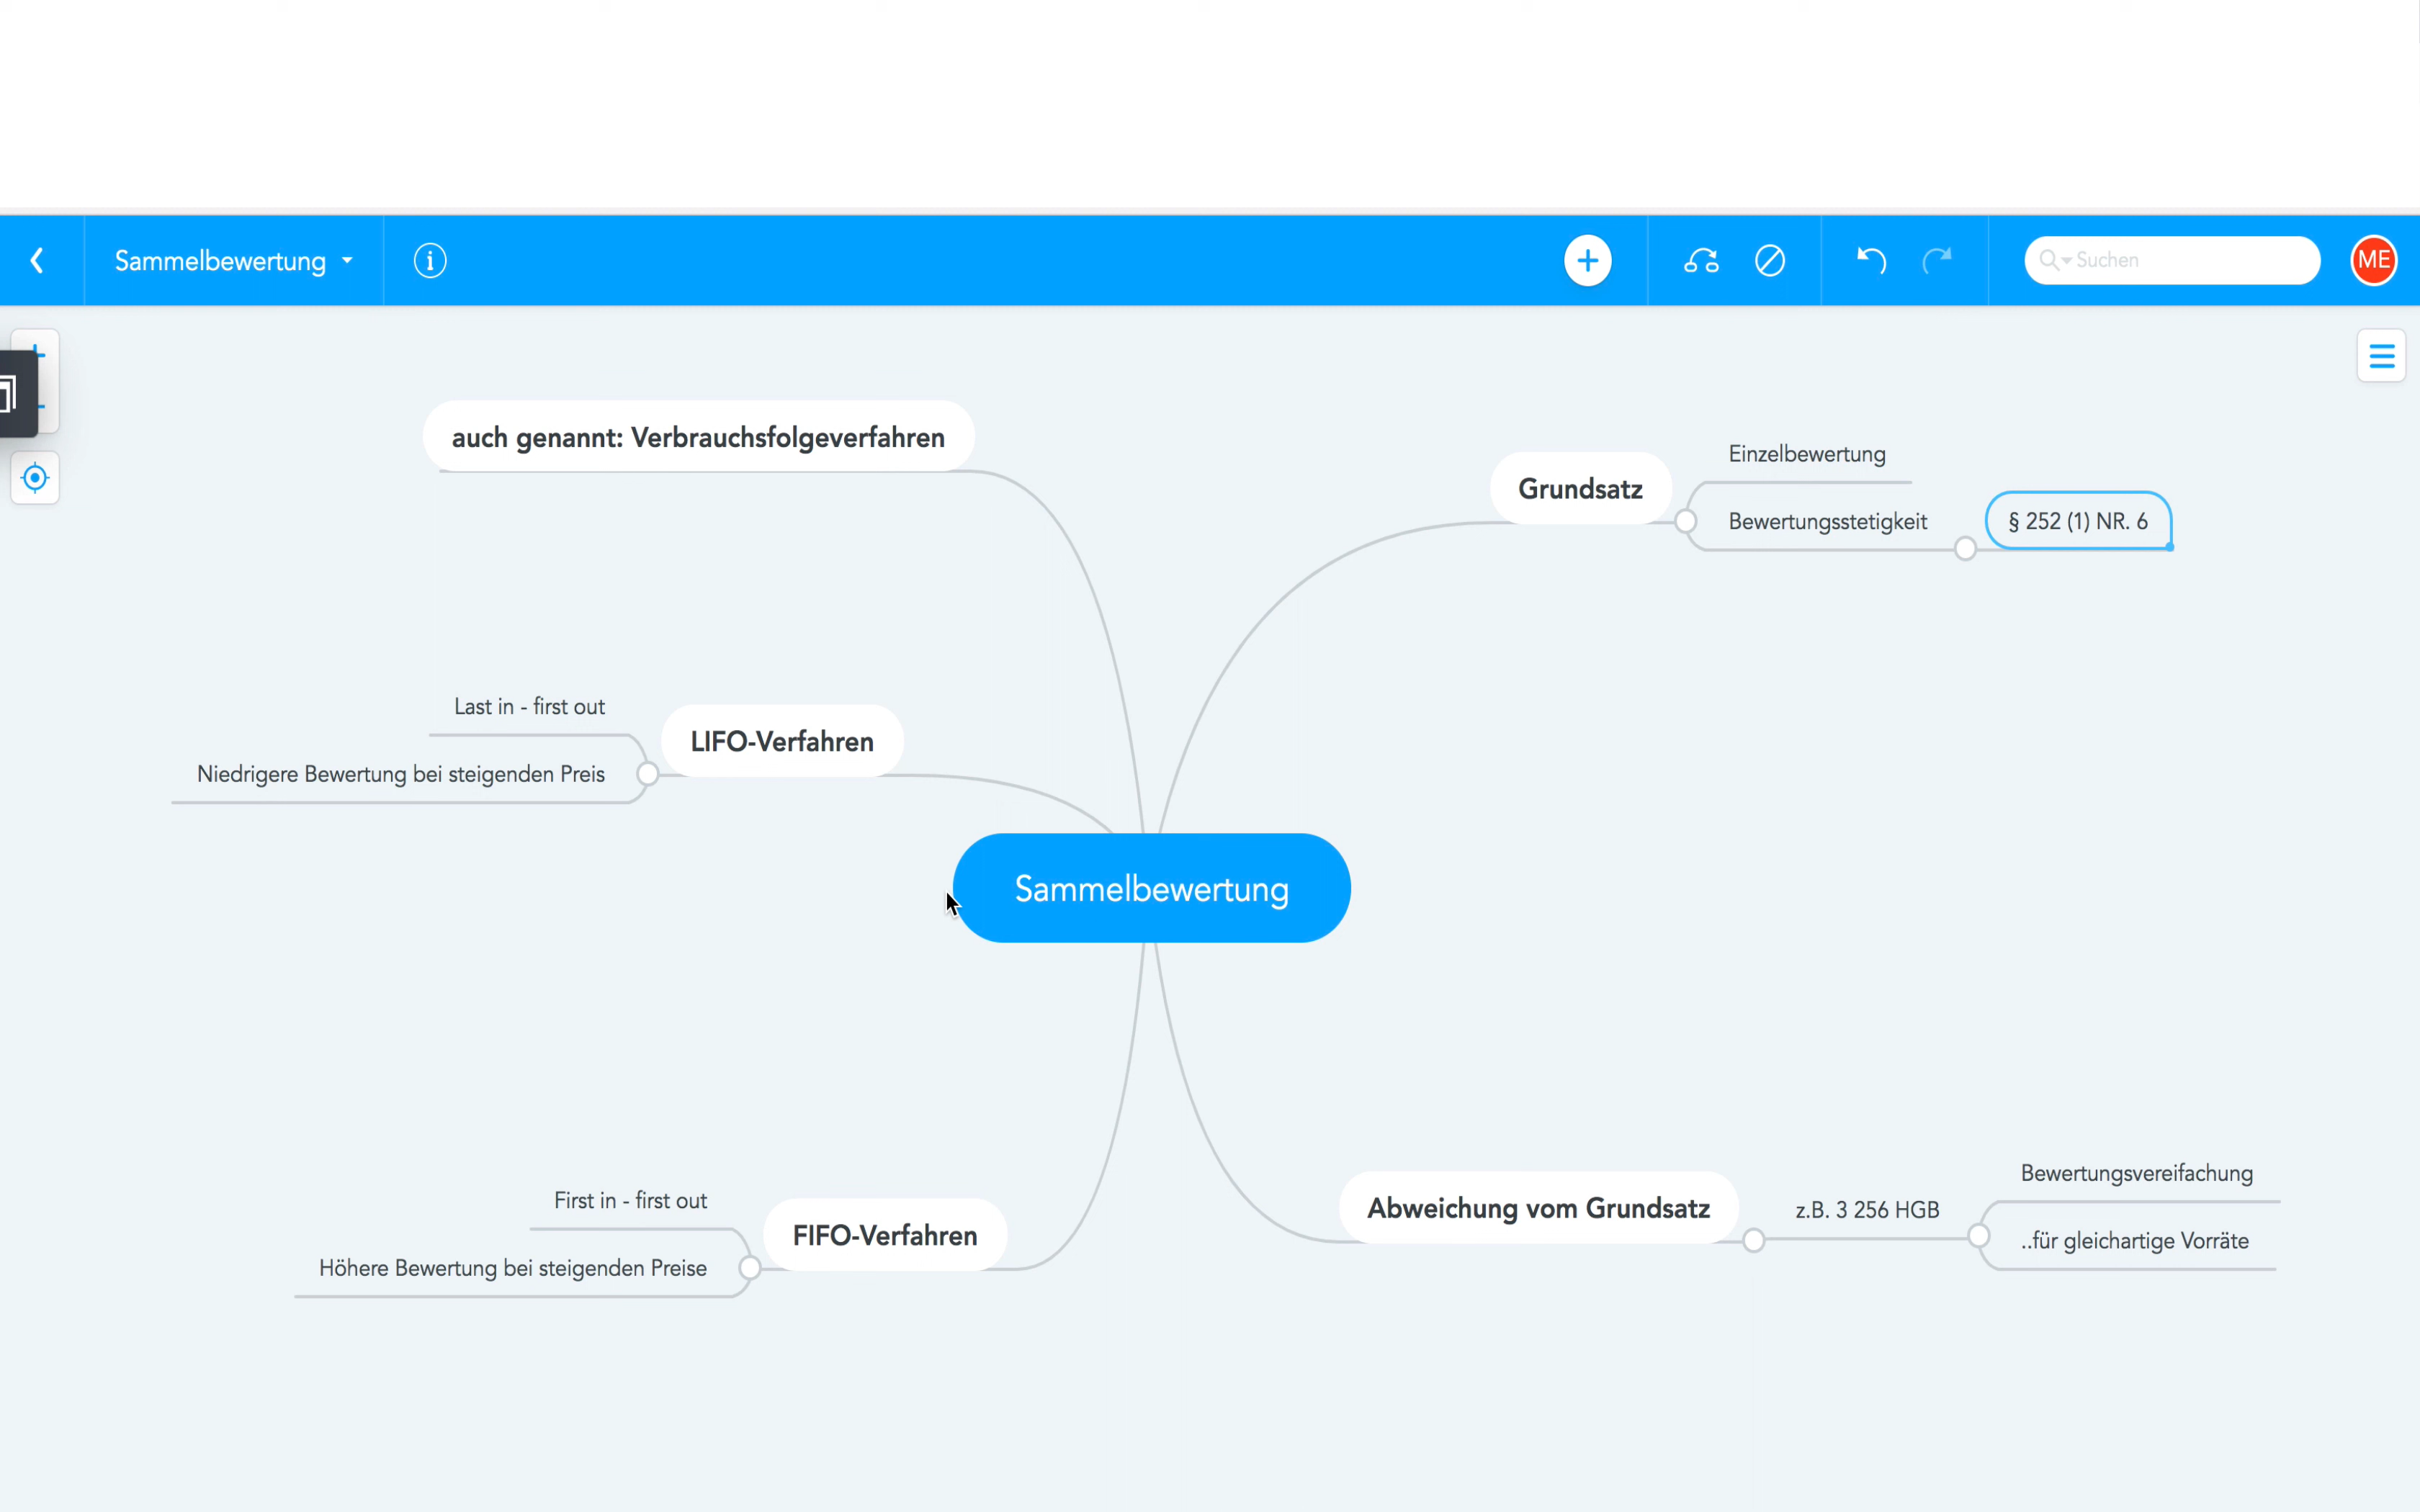 Sammelbewertung
Suchen
ME
auch genannt: Verbrauchsfolgeverfahren
Grundsatz
Einzelbewertung
Bewertungsstetigkeit
§ 252 (1) NR. 6
Last in - first out
LIFO-Verfahren
Niedrigere Bewertung bei steigenden Preis
Sammelbewertung
First in - first out
FIFO-Verfahren
Höhere Bewertung bei steigenden Preise
Abweichung vom Grundsatz
z.B. 3 256 HGB
Bewertungsvereifachung
..für gleichartige Vorräte